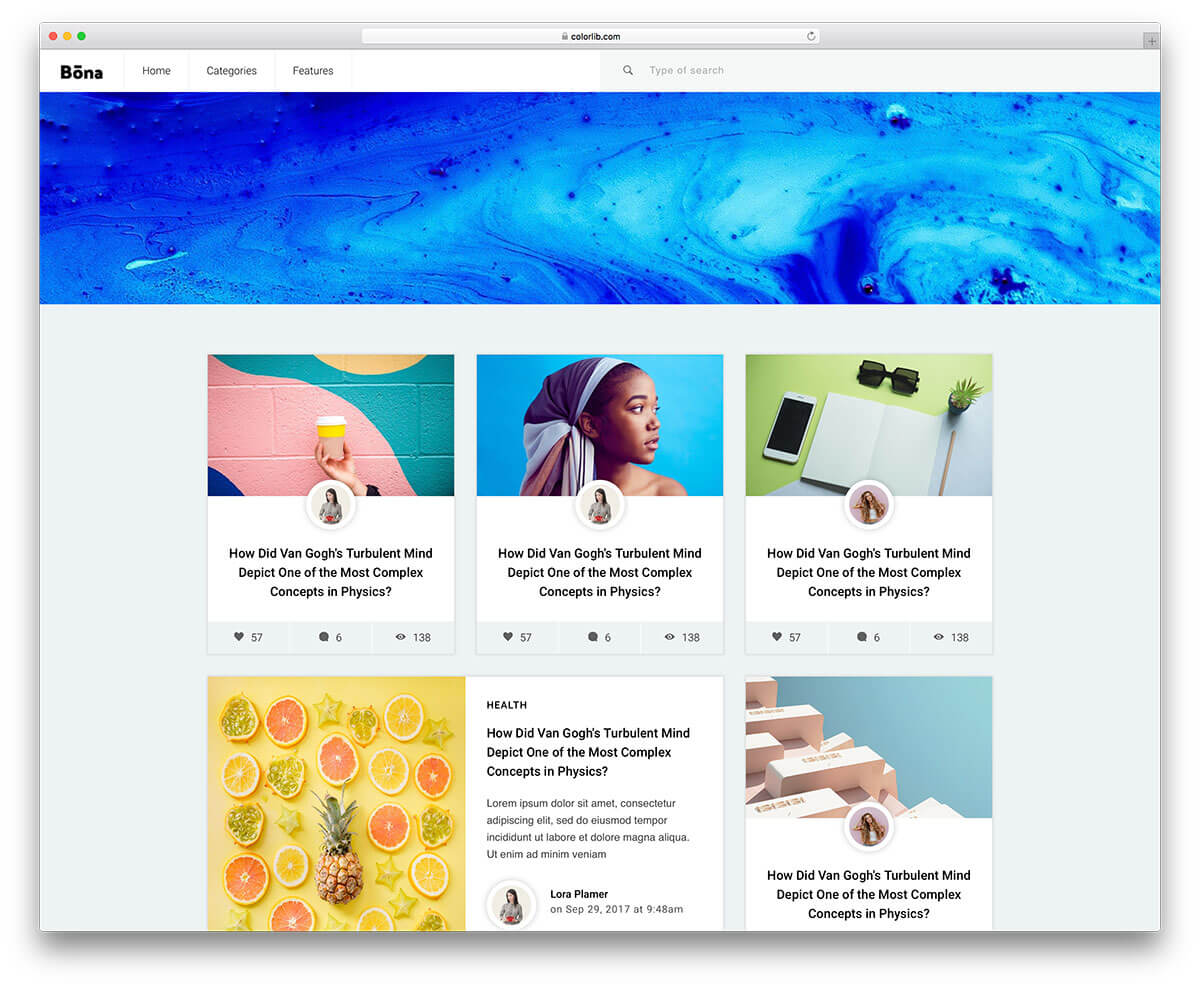 colorlib.com
Bōna
Home
Categories
Features
Type of search
How Did Van Gogh's Turbulent Mind
Depict One of the Most Complex
Concepts in Physics?
57
6
138
How Did Van Gogh's Turbulent Mind
Depict One of the Most Complex
Concepts in Physics?
57
6
138
How Did Van Gogh's Turbulent Mind
Depict One of the Most Complex
Concepts in Physics?
57
6
138
HEALTH
How Did Van Gogh's Turbulent Mind
Depict One of the Most Complex
Concepts in Physics?
Lorem ipsum dolor sit amet, consectetur
adipiscing elit, sed do eiusmod tempor
incididunt ut labore et dolore magna aliqua.
Ut enim ad minim veniam
Lora Plamer
on Sep 29, 2017 at 9:48am
How Did Van Gogh's Turbulent Mind
Depict One of the Most Complex
Concepts in Physics?